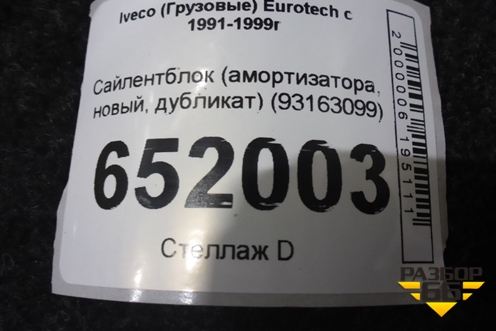 Iveco (Грузовые) Eurotech с
1991-1999г
Сайлентблок (амортизатора,
новый, дубликат) (93163099)
652003
Стеллаж D
2000006195111
РАЗБОР
66